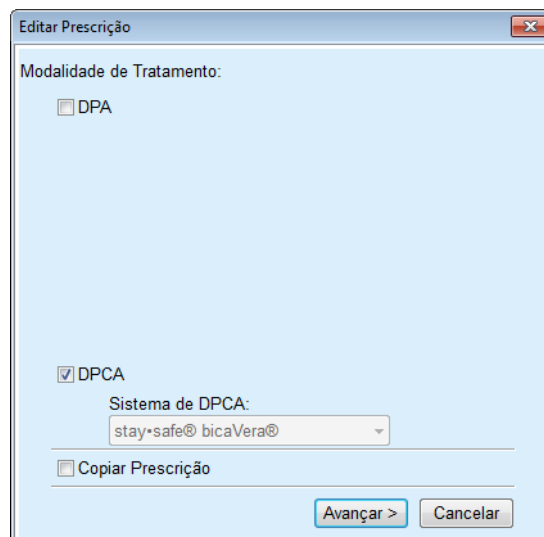 Editar Prescrição
Modalidade de Tratamento:
DPA
DPCA
Sistema de DPCA:
stay•safe® bicaVera®
Copiar Prescrição
Avançar > Cancelar